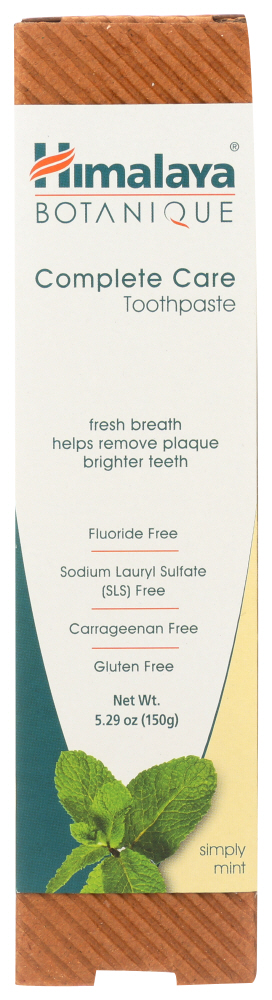 Himalaya®
BOTANIQUE
Complete Care
Toothpaste
fresh breath
helps remove plaque
brighter teeth
Fluoride Free
Sodium Lauryl Sulfate
(SLS) Free
Carrageenan Free
Gluten Free
Net Wt.
5.29 oz (150g)
simply
mint